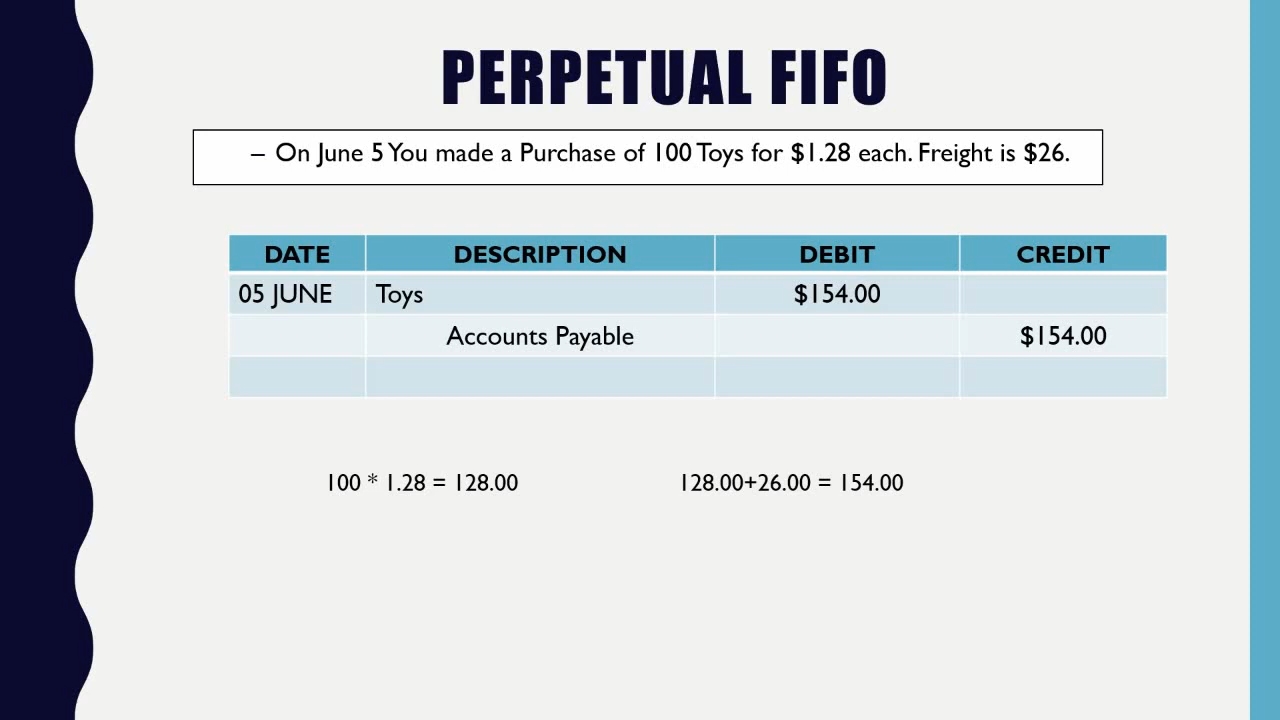 PERPETUAL FIFO
– On June 5 You made a Purchase of 100 Toys for $1.28 each. Freight is $26.
DATE DESCRIPTION DEBIT CREDIT
05 JUNE Toys $154.00
Accounts Payable $154.00
100 * 1.28 = 128.00 128.00+26.00 = 154.00